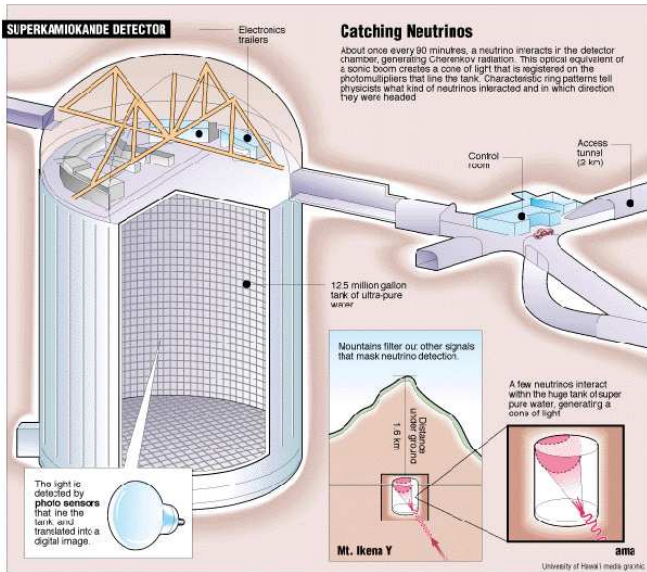 SUPERKAMIOKANDE DETECTOR
Electronics
trailers
Catching Neutrinos
About once every 90 minutes, a neutrino interacts in the detector
chamber, generating Cherenkov radiation. This optical equivalent of
a sonic boom creates a cone of light that is registered on the
photomultipliers that line the tank. Characteristic ring patterns tell
physicists what kind of neutrinos interacted and in which direction
they were headed
Control
room
Access
tunnel
(2 km)
12.5 million gallon
tank of ultra-pure
water
Mountains filter out other signals
that mask neutrino detection.
Distance
under ground
1.6 km
Mt. Ikena Y
ama
A few neutrinos interact
within the huge tank of super
pure water, generating a
cone of light
The light is
detected by
photo sensors
that line the
tank and
translated into a
digital image.
University of Hawai'i media graphic